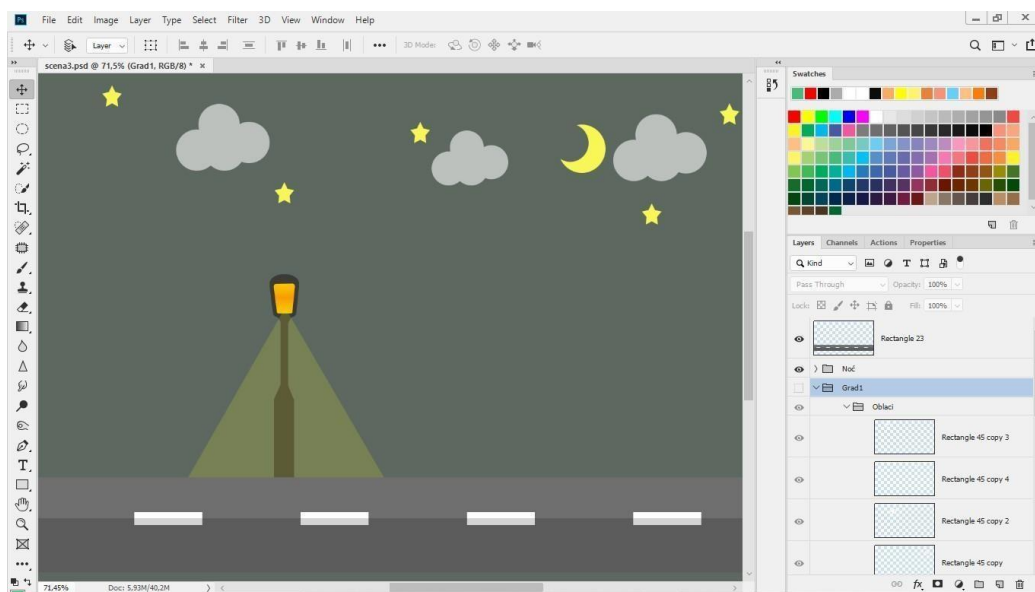 Ps File Edit Image Layer Type Select Filter 3D View Window Help
Layer 3D Mode:
scena3.psd @ 71,5% (Grad1, RGB/8) * ×
Swatches
Layers Channels Actions Properties
Kind
Pass Through Opacity: 100%
Lock: Fill: 100%
Rectangle 23
Noć
Grad1
Oblaci
Rectangle 45 copy 3
Rectangle 45 copy 4
Rectangle 45 copy 2
Rectangle 45 copy
71,45% Doc: 5,93M/40,2M